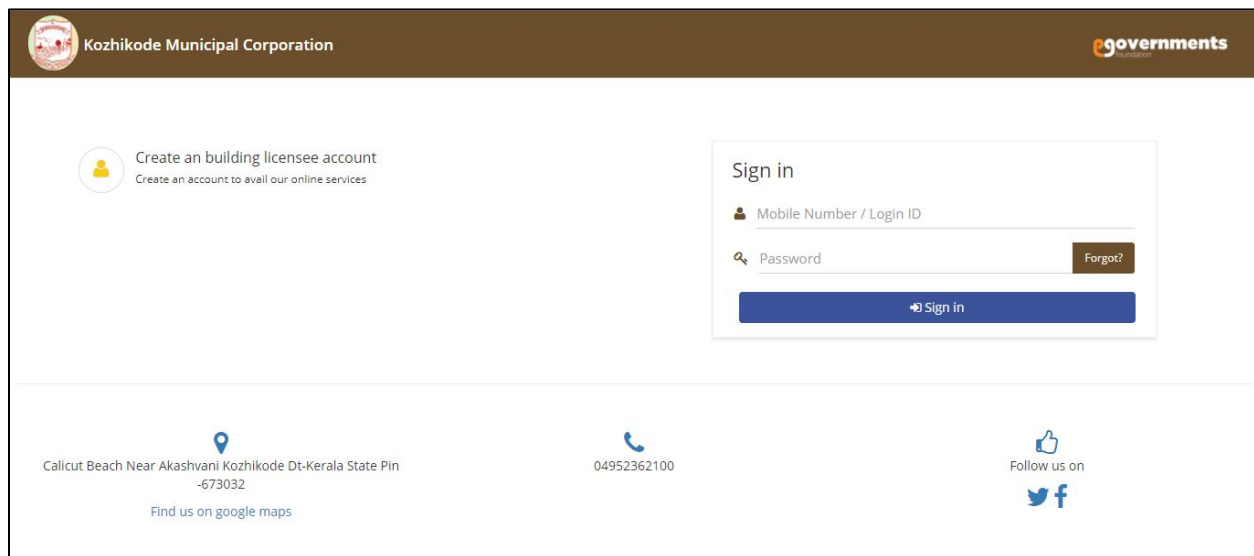 Kozhikode Municipal Corporation
egovernments
foundation
Create an building licensee account
Create an account to avail our online services
Sign in
Mobile Number / Login ID
Password
Forgot?
Sign in
Calicut Beach Near Akashvani Kozhikode Dt-Kerala State Pin
-673032
Find us on google maps
04952362100
Follow us on